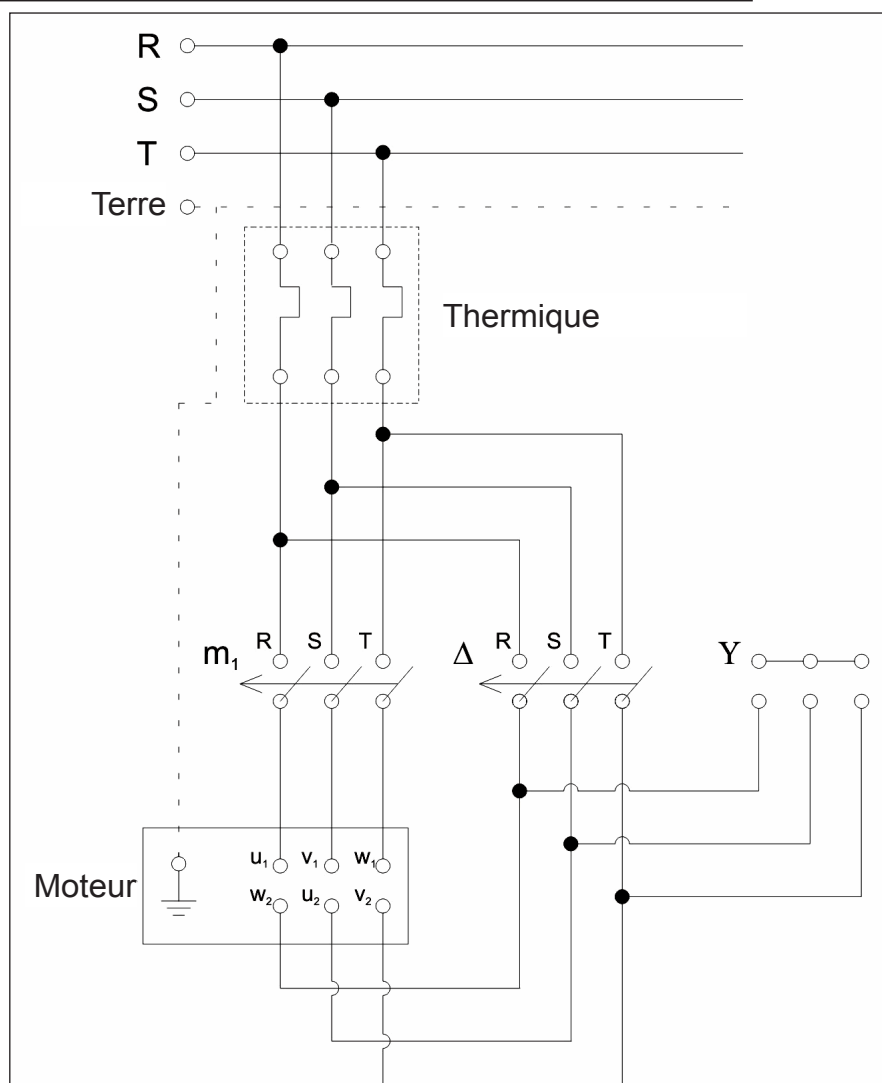 R
S
T
Terre
Thermique
m₁ R S T Δ R S T Y
u₁ v₁ w₁
Moteur
w₂ u₂ v₂